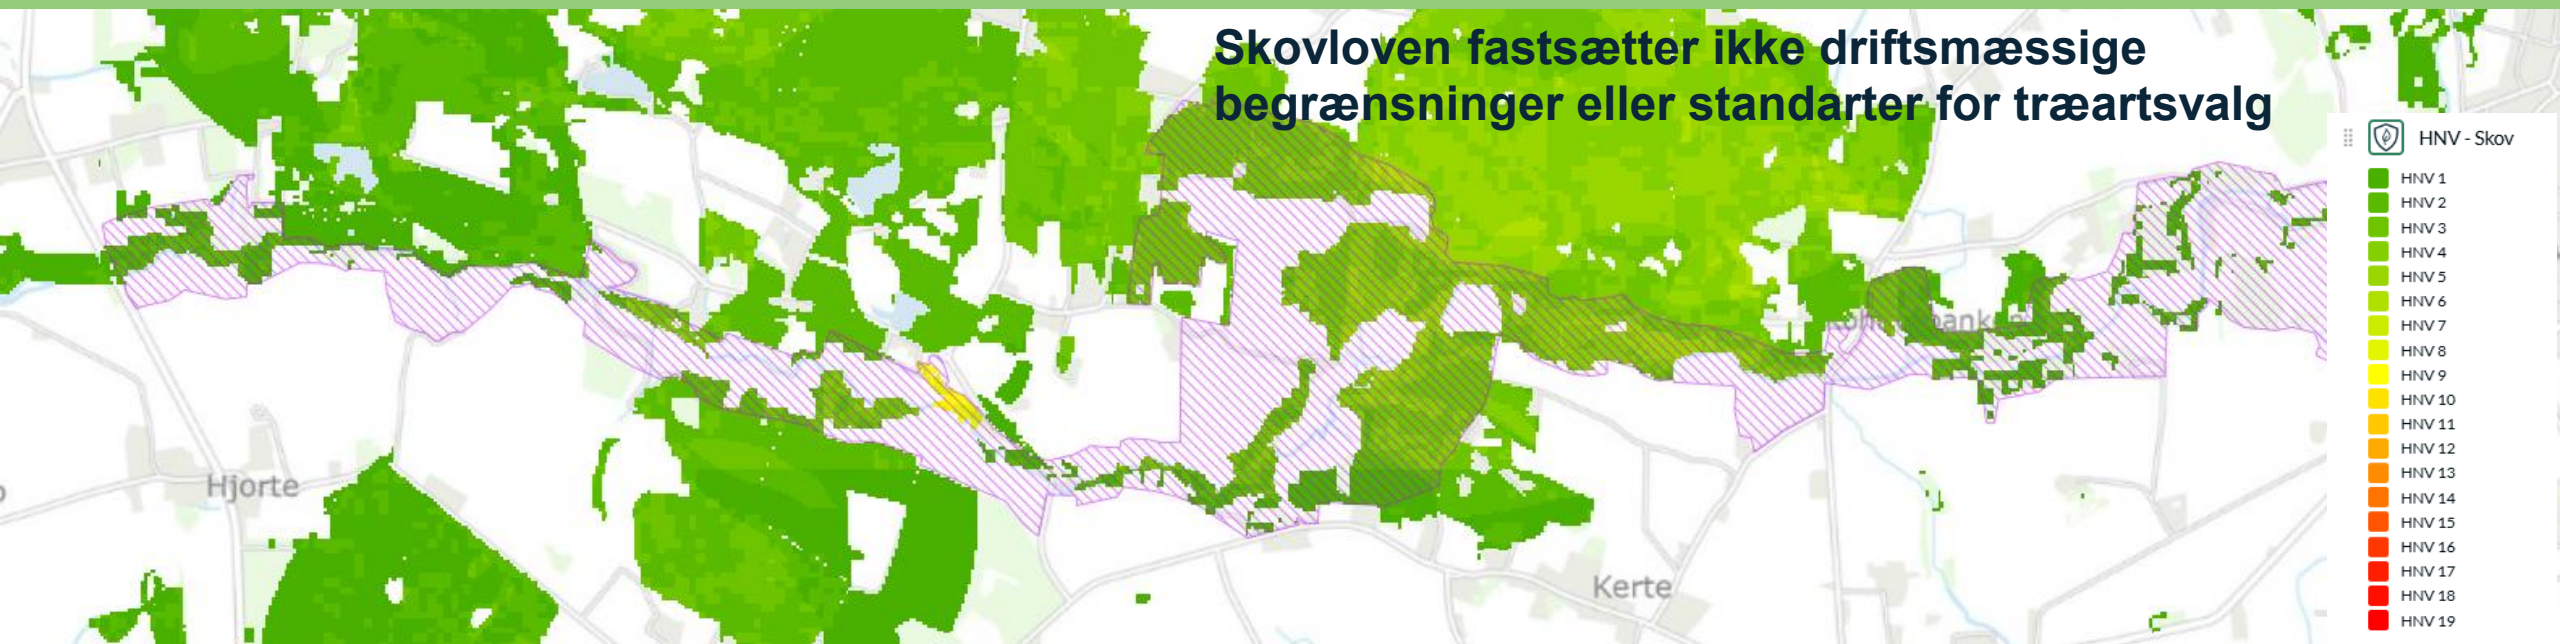 Skovloven fastsætter ikke driftsmæssige
begrænsninger eller standarter for træartsvalg
HNV - Skov
HNV 1
HNV 2
HNV 3
HNV 4
HNV 5
HNV 6
HNV 7
HNV 8
HNV 9
HNV 10
HNV 11
HNV 12
HNV 13
HNV 14
HNV 15
HNV 16
HNV 17
HNV 18
HNV 19
Hjorte
Kerte